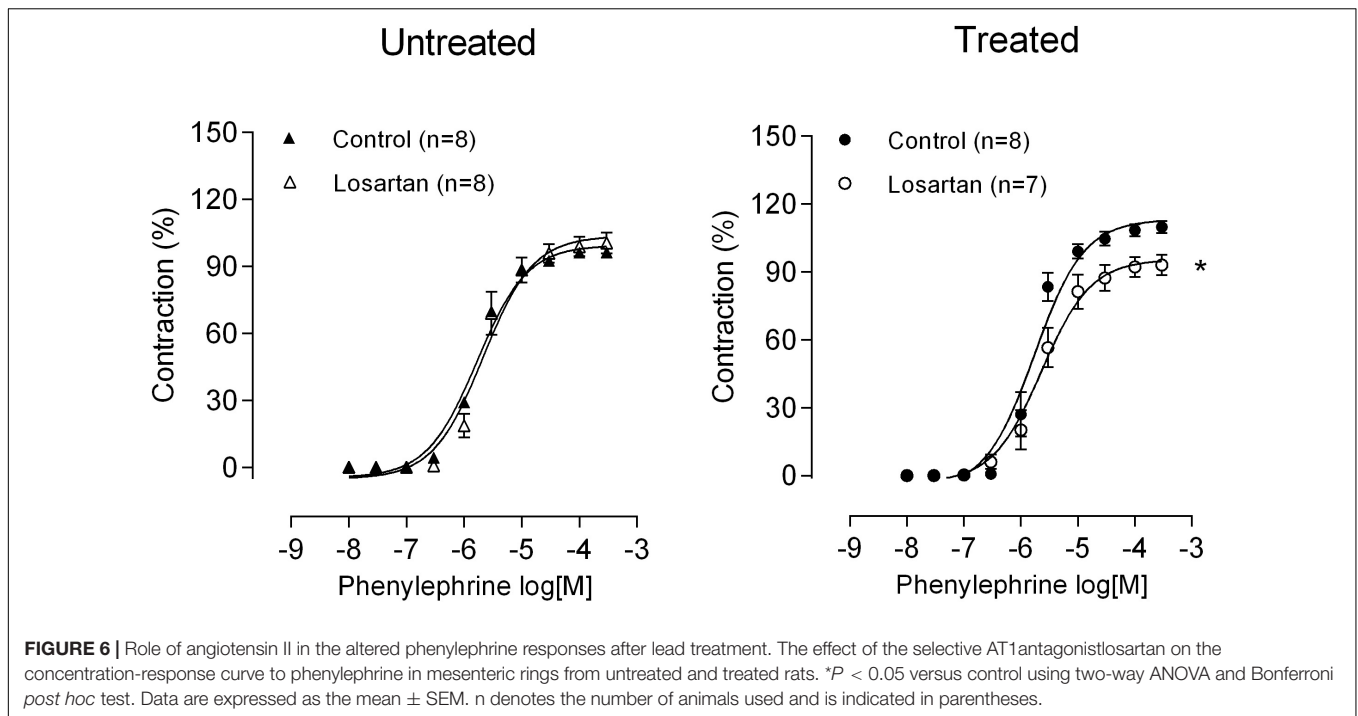 Untreated
150
120
90
60
30
0
Contraction (%)
Control (n=8)
Losartan (n=8)
-9 -8 -7 -6 -5 -4 -3
Phenylephrine log[M]
Treated
150
120
90
60
30
0
Contraction (%)
Control (n=8)
Losartan (n=7)
*
-9 -8 -7 -6 -5 -4 -3
Phenylephrine log[M]
FIGURE 6 | Role of angiotensin II in the altered phenylephrine responses after lead treatment. The effect of the selective AT1antagonistlosartan on the
concentration-response curve to phenylephrine in mesenteric rings from untreated and treated rats. *P < 0.05 versus control using two-way ANOVA and Bonferroni
post hoc test. Data are expressed as the mean ± SEM. n denotes the number of animals used and is indicated in parentheses.